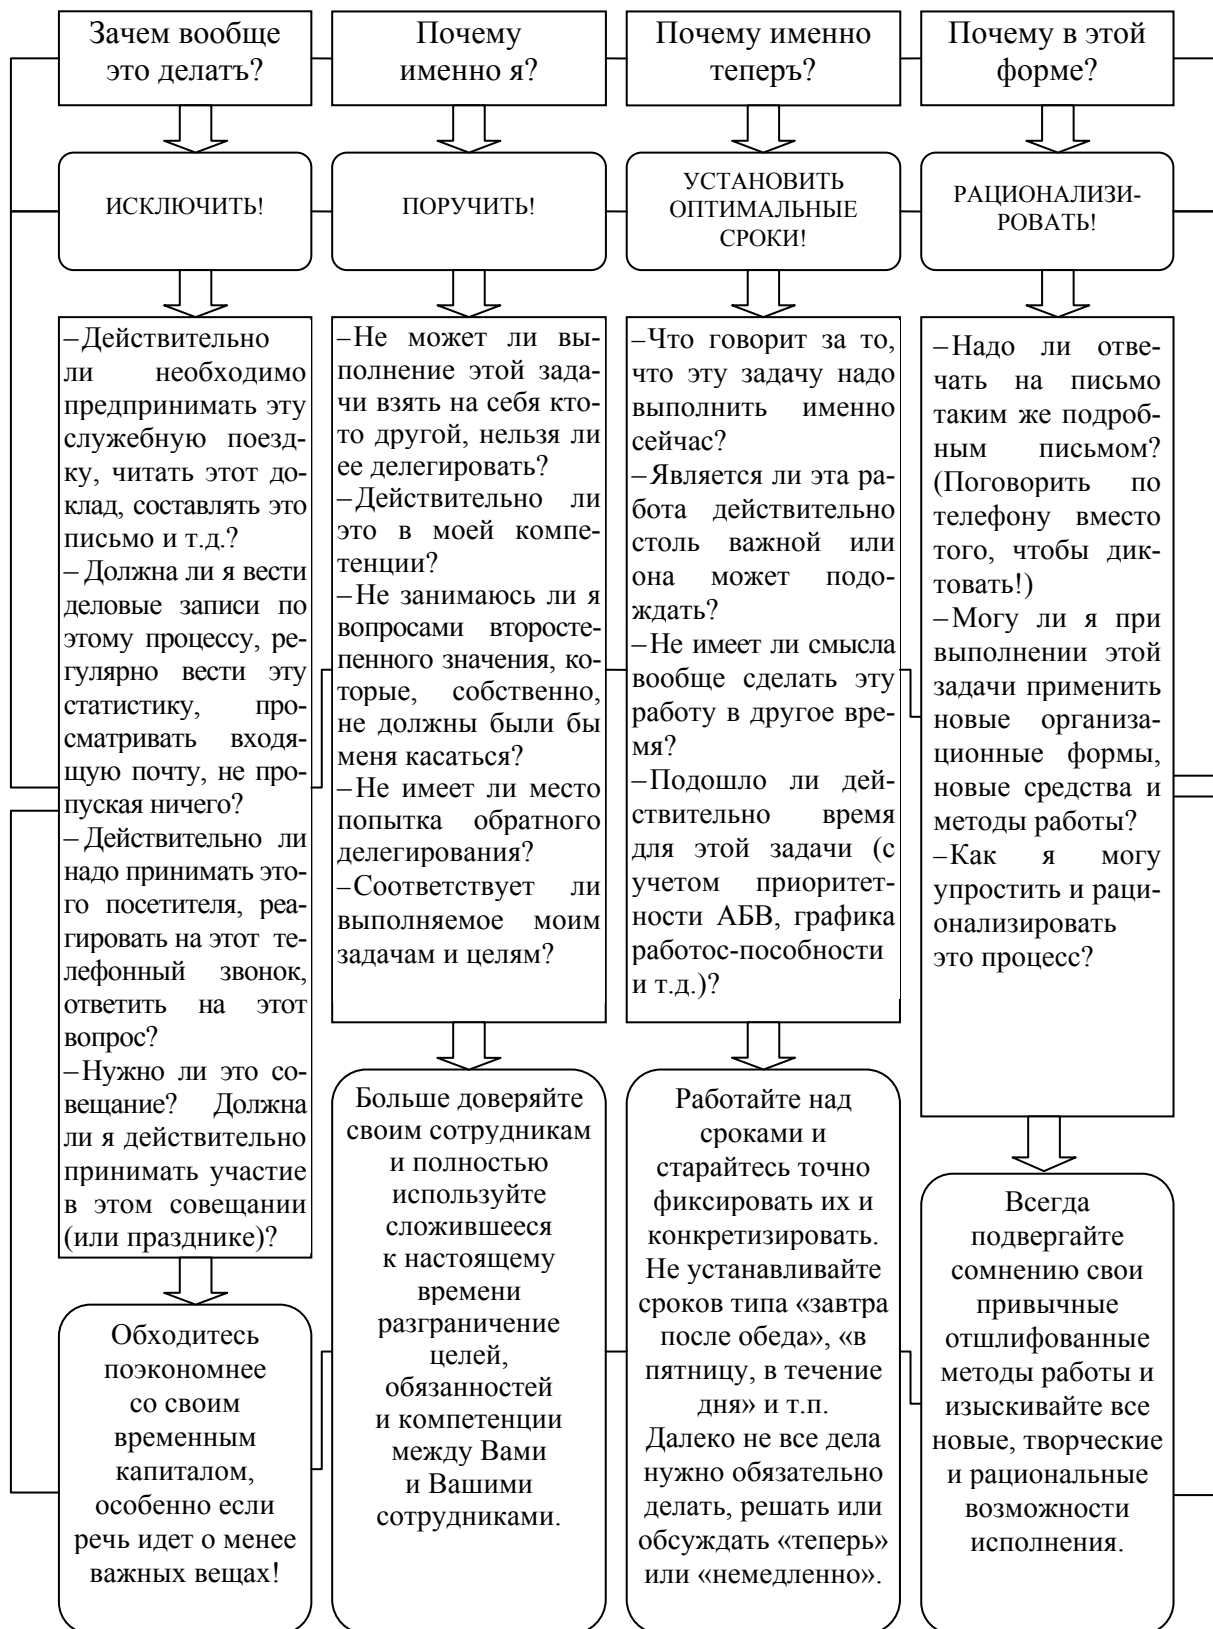 Зачем вообще
это делатъ?
Почему
именно я?
Почему именно
теперъ?
Почему в этой
форме?
ИСКЛЮЧИТЬ!
ПОРУЧИТЬ!
УСТАНОВИТЬ
ОПТИМАЛЬНЫЕ
СРОКИ!
РАЦИОНАЛИЗИ-
РОВАТЬ!
–Действительно
ли необходимо
предпринимать эту
служебную поезд-
ку, читать этот до-
клад, составлять это
письмо и т.д.?
– Должна ли я вести
деловые записи по
этому процессу, ре-
гулярно вести эту
статистику, про-
сматривать входя-
щую почту, не про-
пуская ничего?
–Действительно ли
надо принимать это-
го посетителя, реа-
гировать на этот те-
лефонный звонок,
ответить на этот
вопрос?
–Нужно ли это со-
вещание? Должна
ли я действительно
принимать участие
в этом совещании
(или празднике)?
–Не может ли вы-
полнение этой зада-
чи взять на себя кто-
то другой, нельзя ли
ее делегировать?
–Действительно ли
это в моей компе-
тенции?
–Не занимаюсь ли я
вопросами второсте-
пенного значения, ко-
торые, собственно,
не должны были бы
меня касаться?
–Не имеет ли место
попытка обратного
делегирования?
–Соответствует ли
выполняемое моим
задачам и целям?
–Что говорит за то,
что эту задачу надо
выполнить именно
сейчас?
–Является ли эта ра-
бота действительно
столь важной или
она может подо-
ждать?
–Не имеет ли смысла
вообще сделать эту
работу в другое вре-
мя?
–Подошло ли дей-
ствительно время
для этой задачи (с
учетом приоритет-
ности АБВ, графика
работос-пособности
и т.д.)?
–Надо ли отве-
чать на письмо
таким же подроб-
ным письмом?
(Поговорить по
телефону вместо
того, чтобы дик-
товать!)
–Могу ли я при
выполнении этой
задачи применить
новые организа-
ционные формы,
новые средства и
методы работы?
–Как я могу
упростить и раци-
онализировать
это процесс?
Обходитесь
поэкономнее
со своим
временным
капиталом,
особенно если
речь идет о менее
важных вещах!
Больше доверяйте
своим сотрудникам
и полностью
используйте
сложившееся
к настоящему
времени
разграничение
целей,
обязанностей
и компетенции
между Вами
и Вашими
сотрудниками.
Работайте над
сроками и
старайтесь точно
фиксировать их и
конкретизировать.
Не устанавливайте
сроков типа «завтра
после обеда», «в
пятницу, в течение
дня» и т.п.
Далеко не все дела
нужно обязательно
делать, решать или
обсуждать «теперь»
или «немедленно».
Всегда
подвергайте
сомнению свои
привычные
отшлифованные
методы работы и
изыскивайте все
новые, творческие
и рациональные
возможности
исполнения.